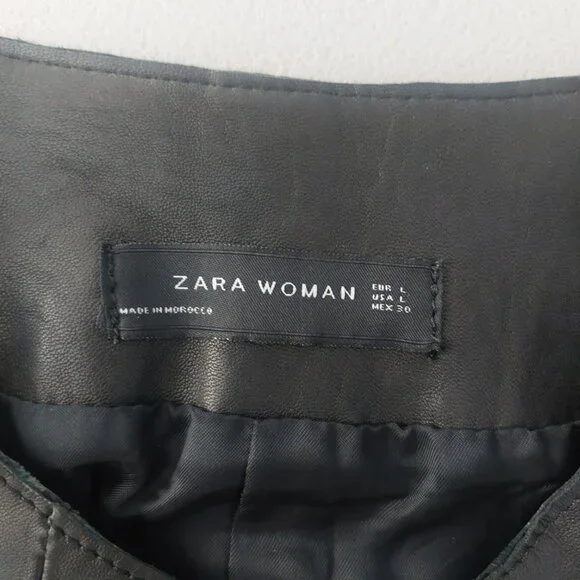 ZARA WOMAN
EUR L
USA L
MEX 30
MADE IN MOROCCO